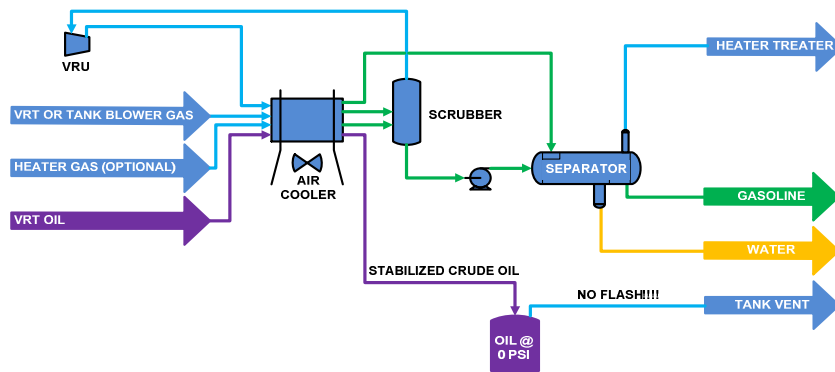 HEATER TREATER
VRU
VRT OR TANK BLOWER GAS
SCRUBBER
HEATER GAS (OPTIONAL)
SEPARATOR
AIR
COOLER
GASOLINE
VRT OIL
WATER
STABILIZED CRUDE OIL
NO FLASH!!!!
TANK VENT
OIL @
0 PSI